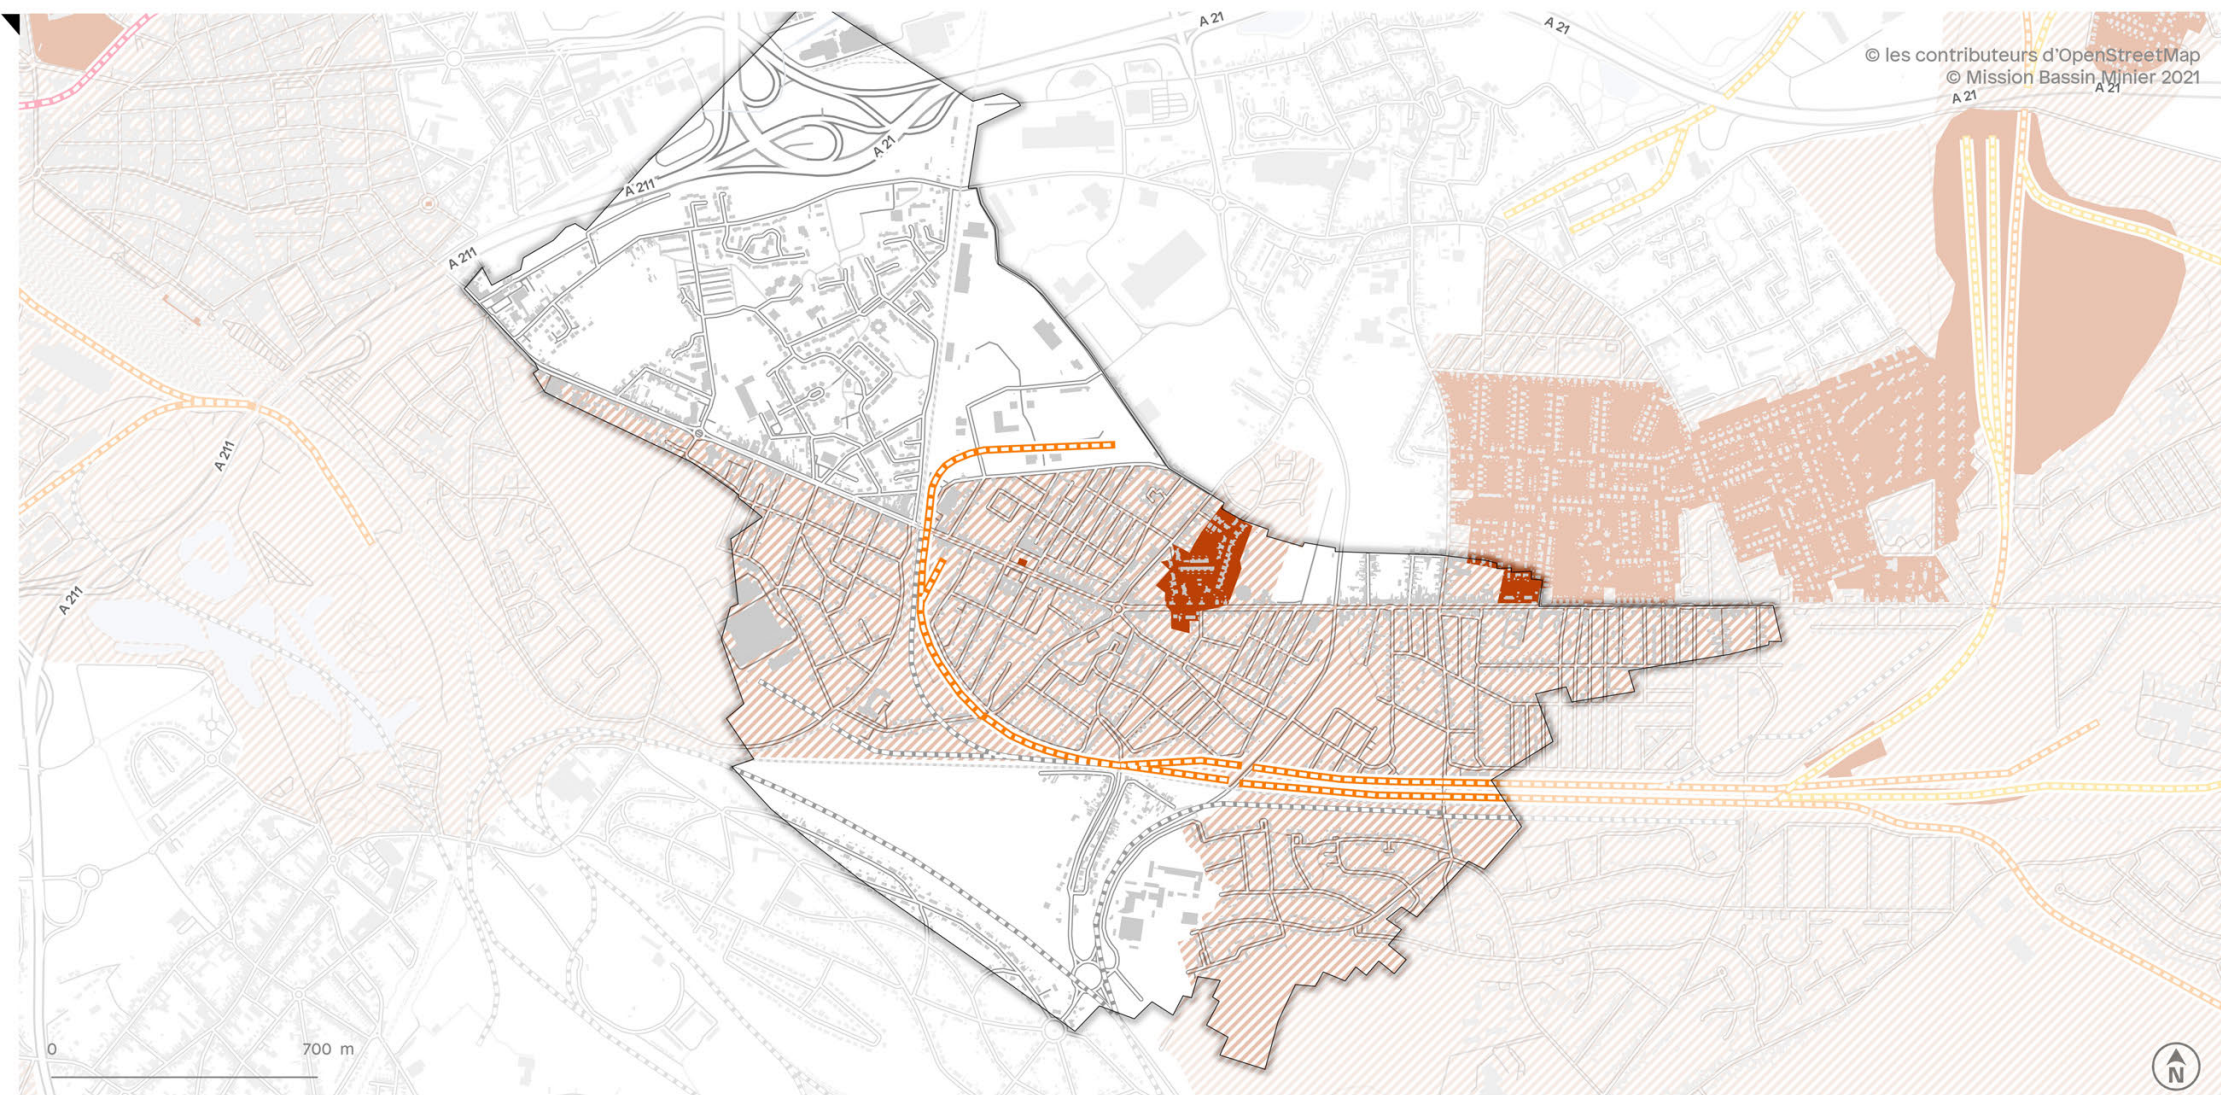 A 21
A 21
© les contributeurs d'OpenStreetMap
© Mission Bassin Minier 2021
A 21
A 21
A 21
A 211
A 211
A 211
A 211
0
700 m
N